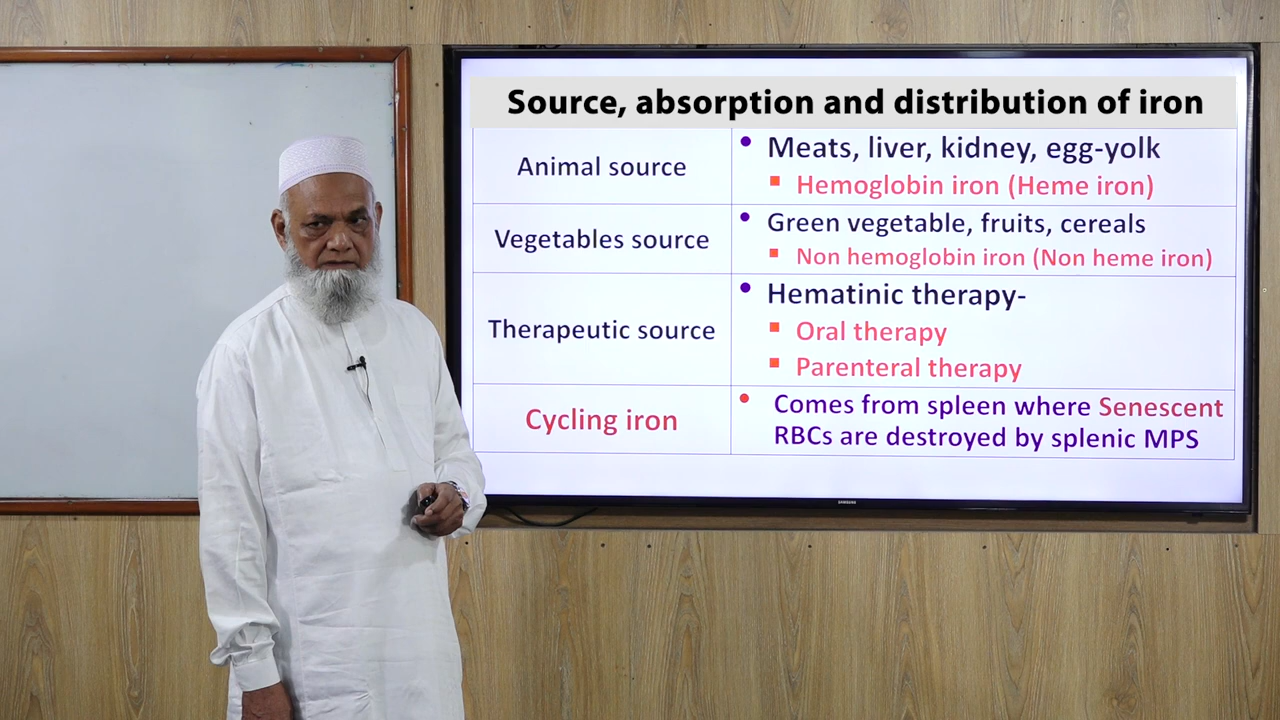 Source, absorption and distribution of iron
Animal source
• Meats, liver, kidney, egg-yolk
▪ Hemoglobin iron (Heme iron)
Vegetables source
• Green vegetable, fruits, cereals
▪ Non hemoglobin iron (Non heme iron)
Therapeutic source
• Hematinic therapy-
▪ Oral therapy
▪ Parenteral therapy
Cycling iron
• Comes from spleen where Senescent
RBCs are destroyed by splenic MPS
SAMSUNG